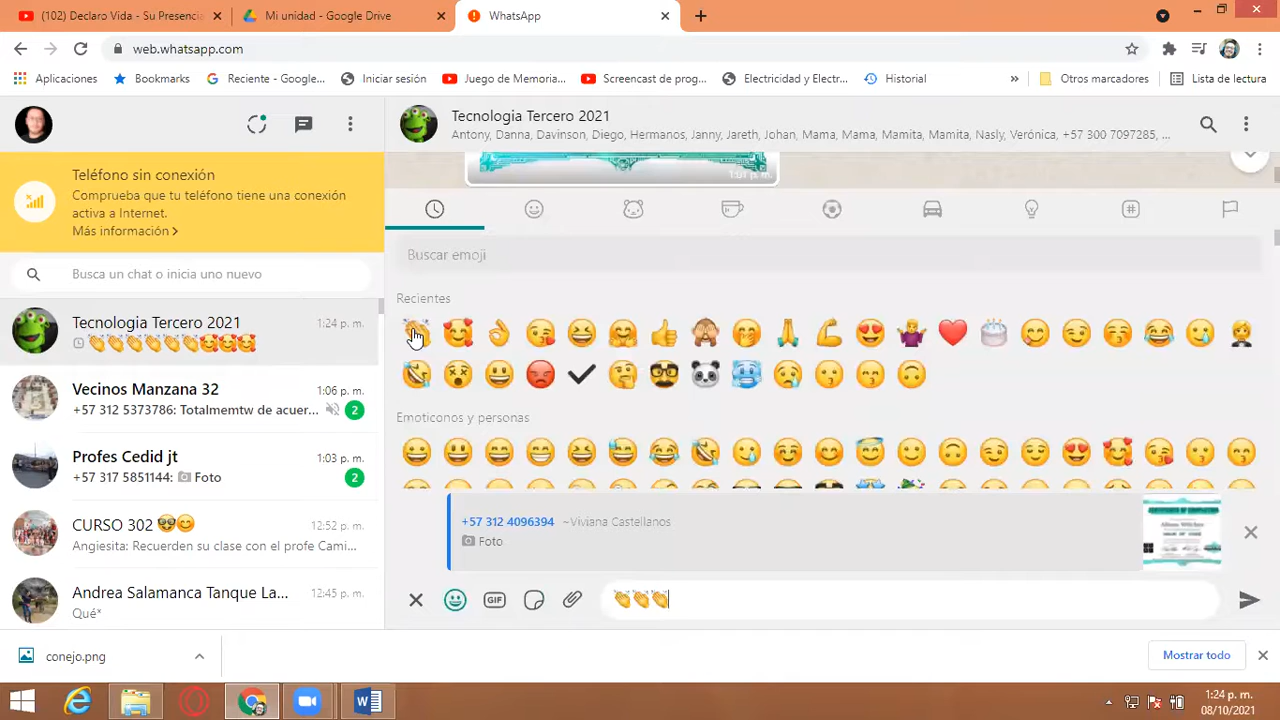 (102) Declaro Vida - Su Presencia
Mi unidad - Google Drive
WhatsApp
web.whatsapp.com
Aplicaciones
Bookmarks
Reciente - Google...
Iniciar sesión
Juego de Memoria...
Screencast de prog...
Electricidad y Electr...
Historial
»
Otros marcadores
Lista de lectura
Teléfono sin conexión
Comprueba que tu teléfono tiene una conexión
activa a Internet.
Más información >
Busca un chat o inicia uno nuevo
Tecnologia Tercero 2021
1:24 p. m.
👏👏👏👏👏👏🥰🥰🥰
Vecinos Manzana 32
1:06 p. m.
+57 312 5373786: Totalmemtw de acuer...
2
Profes Cedid jt
1:03 p. m.
+57 317 5851144: Foto
2
CURSO 302 🤓😊
12:52 p. m.
Angiesita: Recuerden su clase con el profe Cami...
Andrea Salamanca Tanque La...
12:45 p. m.
Qué*
Tecnologia Tercero 2021
Antony, Danna, Davinson, Diego, Hermanos, Janny, Jareth, Johan, Mama, Mama, Mamita, Mamita, Nasly, Verónica, +57 300 7097285, ...
1:01 p. m.
Buscar emoji
Recientes
Emoticonos y personas
+57 312 4096394 ~Viviana Castellanos
Foto
GIF
👏👏👏
conejo.png
Mostrar todo
1:24 p. m.
08/10/2021